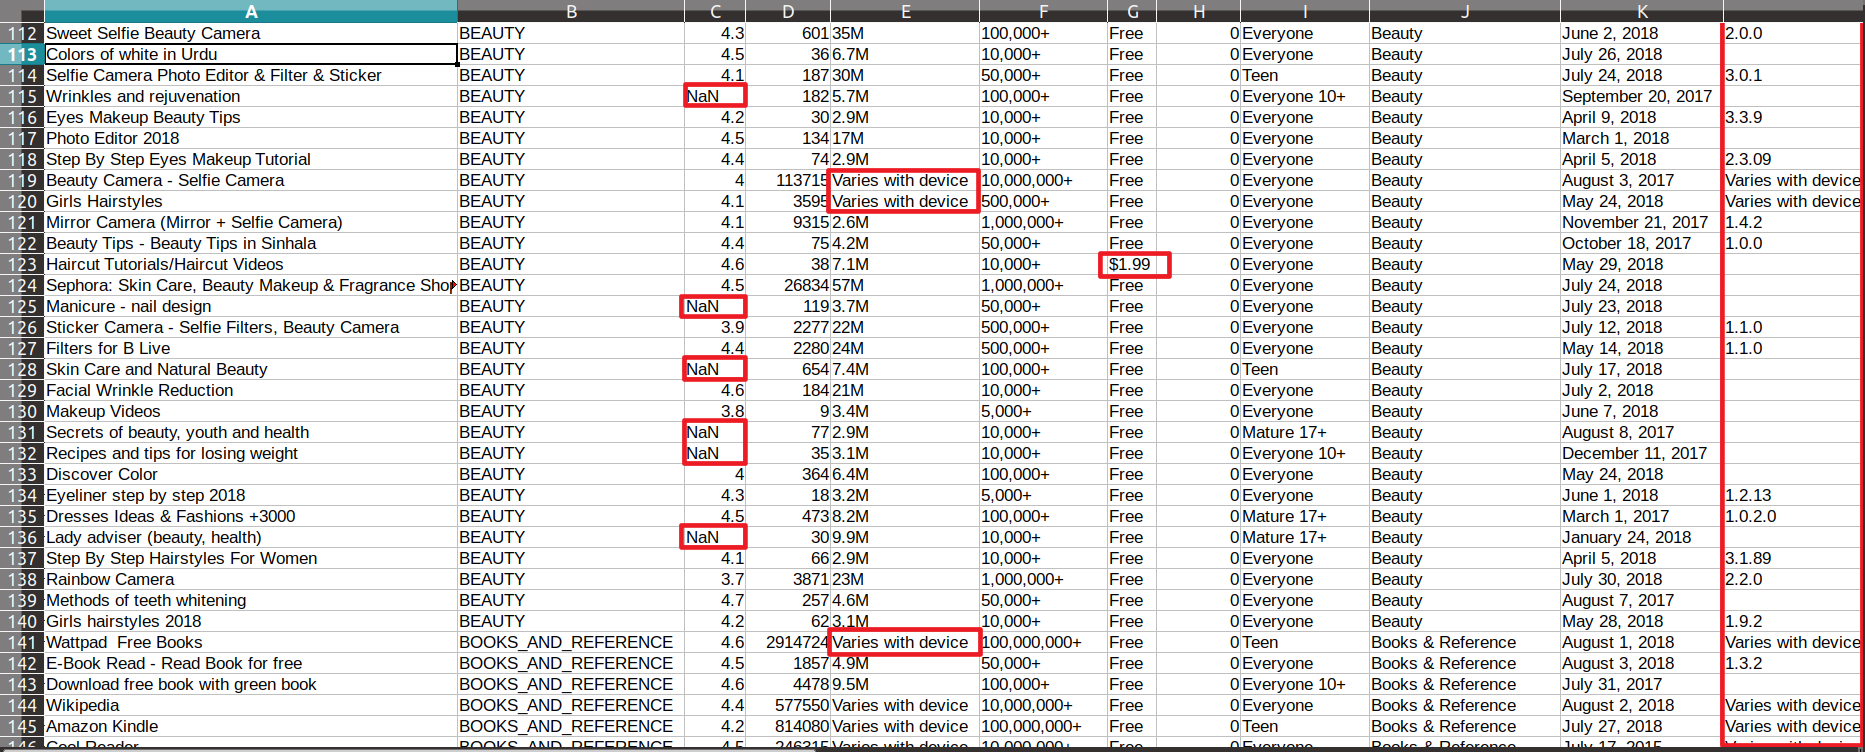 A B C D E F G H I J K
112 Sweet Selfie Beauty Camera BEAUTY 4.3 601 35M 100,000+ Free 0 Everyone Beauty June 2, 2018 2.0.0
113 Colors of white in Urdu BEAUTY 4.5 36 6.7M 10,000+ Free 0 Everyone Beauty July 26, 2018
114 Selfie Camera Photo Editor & Filter & Sticker BEAUTY 4.1 187 30M 50,000+ Free 0 Teen Beauty July 24, 2018 3.0.1
115 Wrinkles and rejuvenation BEAUTY NaN 182 5.7M 100,000+ Free 0 Everyone 10+ Beauty September 20, 2017
116 Eyes Makeup Beauty Tips BEAUTY 4.2 30 2.9M 10,000+ Free 0 Everyone Beauty April 9, 2018 3.3.9
117 Photo Editor 2018 BEAUTY 4.5 134 17M 10,000+ Free 0 Everyone Beauty March 1, 2018
118 Step By Step Eyes Makeup Tutorial BEAUTY 4.4 74 2.9M 10,000+ Free 0 Everyone Beauty April 5, 2018 2.3.09
119 Beauty Camera - Selfie Camera BEAUTY 4 113715 Varies with device 10,000,000+ Free 0 Everyone Beauty August 3, 2017 Varies with device
120 Girls Hairstyles BEAUTY 4.1 3595 Varies with device 500,000+ Free 0 Everyone Beauty May 24, 2018 Varies with device
121 Mirror Camera (Mirror + Selfie Camera) BEAUTY 4.1 9315 2.6M 1,000,000+ Free 0 Everyone Beauty November 21, 2017 1.4.2
122 Beauty Tips - Beauty Tips in Sinhala BEAUTY 4.4 75 4.2M 50,000+ Free 0 Everyone Beauty October 18, 2017 1.0.0
123 Haircut Tutorials/Haircut Videos BEAUTY 4.6 38 7.1M 10,000+ $1.99 0 Everyone Beauty May 29, 2018
124 Sephora: Skin Care, Beauty Makeup & Fragrance Shop BEAUTY 4.5 26834 57M 1,000,000+ Free 0 Everyone Beauty July 24, 2018
125 Manicure - nail design BEAUTY NaN 119 3.7M 50,000+ Free 0 Everyone Beauty July 23, 2018
126 Sticker Camera - Selfie Filters, Beauty Camera BEAUTY 3.9 2277 22M 500,000+ Free 0 Everyone Beauty July 12, 2018 1.1.0
127 Filters for B Live BEAUTY 4.4 2280 24M 500,000+ Free 0 Everyone Beauty May 14, 2018 1.1.0
128 Skin Care and Natural Beauty BEAUTY NaN 654 7.4M 100,000+ Free 0 Teen Beauty July 17, 2018
129 Facial Wrinkle Reduction BEAUTY 4.6 184 21M 10,000+ Free 0 Everyone Beauty July 2, 2018
130 Makeup Videos BEAUTY 3.8 9 3.4M 5,000+ Free 0 Everyone Beauty June 7, 2018
131 Secrets of beauty, youth and health BEAUTY NaN 77 2.9M 10,000+ Free 0 Mature 17+ Beauty August 8, 2017
132 Recipes and tips for losing weight BEAUTY NaN 35 3.1M 10,000+ Free 0 Everyone 10+ Beauty December 11, 2017
133 Discover Color BEAUTY 4 364 6.4M 100,000+ Free 0 Everyone Beauty May 24, 2018
134 Eyeliner step by step 2018 BEAUTY 4.3 18 3.2M 5,000+ Free 0 Everyone Beauty June 1, 2018 1.2.13
135 Dresses Ideas & Fashions +3000 BEAUTY 4.5 473 8.2M 100,000+ Free 0 Mature 17+ Beauty March 1, 2017 1.0.2.0
136 Lady adviser (beauty, health) BEAUTY NaN 30 9.9M 10,000+ Free 0 Mature 17+ Beauty January 24, 2018
137 Step By Step Hairstyles For Women BEAUTY 4.1 66 2.9M 10,000+ Free 0 Everyone Beauty April 5, 2018 3.1.89
138 Rainbow Camera BEAUTY 3.7 3871 23M 1,000,000+ Free 0 Everyone Beauty July 30, 2018 2.2.0
139 Methods of teeth whitening BEAUTY 4.7 257 4.6M 50,000+ Free 0 Everyone Beauty August 7, 2017
140 Girls hairstyles 2018 BEAUTY 4.2 62 3.1M 10,000+ Free 0 Everyone Beauty May 28, 2018 1.9.2
141 Wattpad Free Books BOOKS_AND_REFERENCE 4.6 2914724 Varies with device 100,000,000+ Free 0 Teen Books & Reference August 1, 2018 Varies with device
142 E-Book Read - Read Book for free BOOKS_AND_REFERENCE 4.5 1857 4.9M 50,000+ Free 0 Everyone Books & Reference August 3, 2018 1.3.2
143 Download free book with green book BOOKS_AND_REFERENCE 4.6 4478 9.5M 100,000+ Free 0 Everyone 10+ Books & Reference July 31, 2017
144 Wikipedia BOOKS_AND_REFERENCE 4.4 577550 Varies with device 10,000,000+ Free 0 Everyone Books & Reference August 2, 2018 Varies with device
145 Amazon Kindle BOOKS_AND_REFERENCE 4.2 814080 Varies with device 100,000,000+ Free 0 Teen Books & Reference July 27, 2018 Varies with device